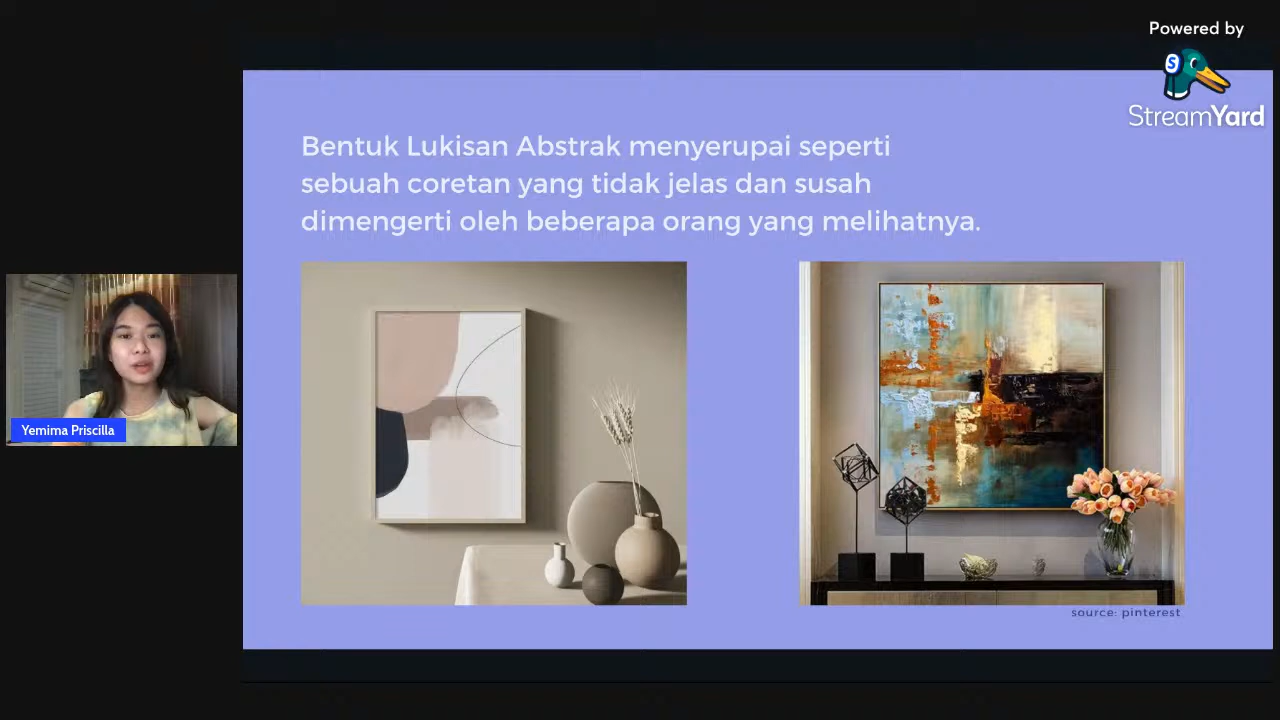 Powered by
StreamYard
Bentuk Lukisan Abstrak menyerupai seperti
sebuah coretan yang tidak jelas dan susah
dimengerti oleh beberapa orang yang melihatnya.
Yemima Priscilla
source: pinterest